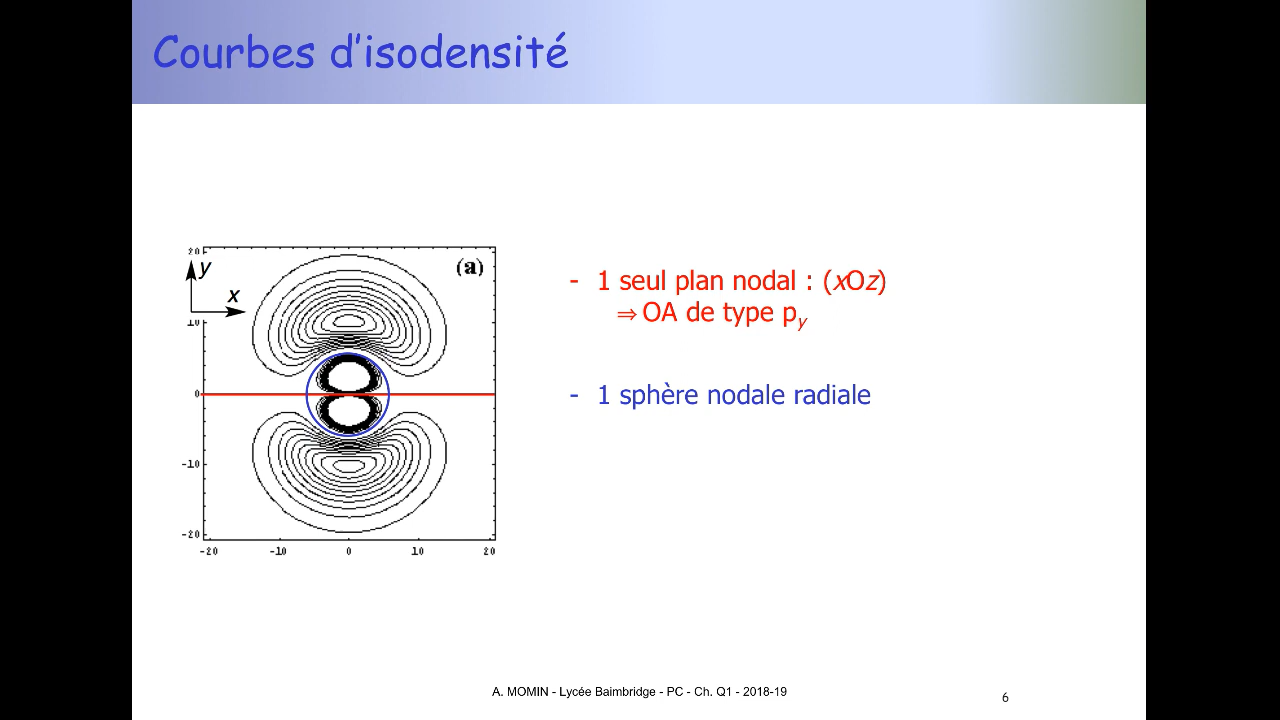 Courbes d'isodensité
(a)
y
x
20
10
0
-10
-20
-20 -10 0 10 20
- 1 seul plan nodal : (xOz)
⇒ OA de type py
- 1 sphère nodale radiale
A. MOMIN - Lycée Baimbridge - PC - Ch. Q1 - 2018-19
6